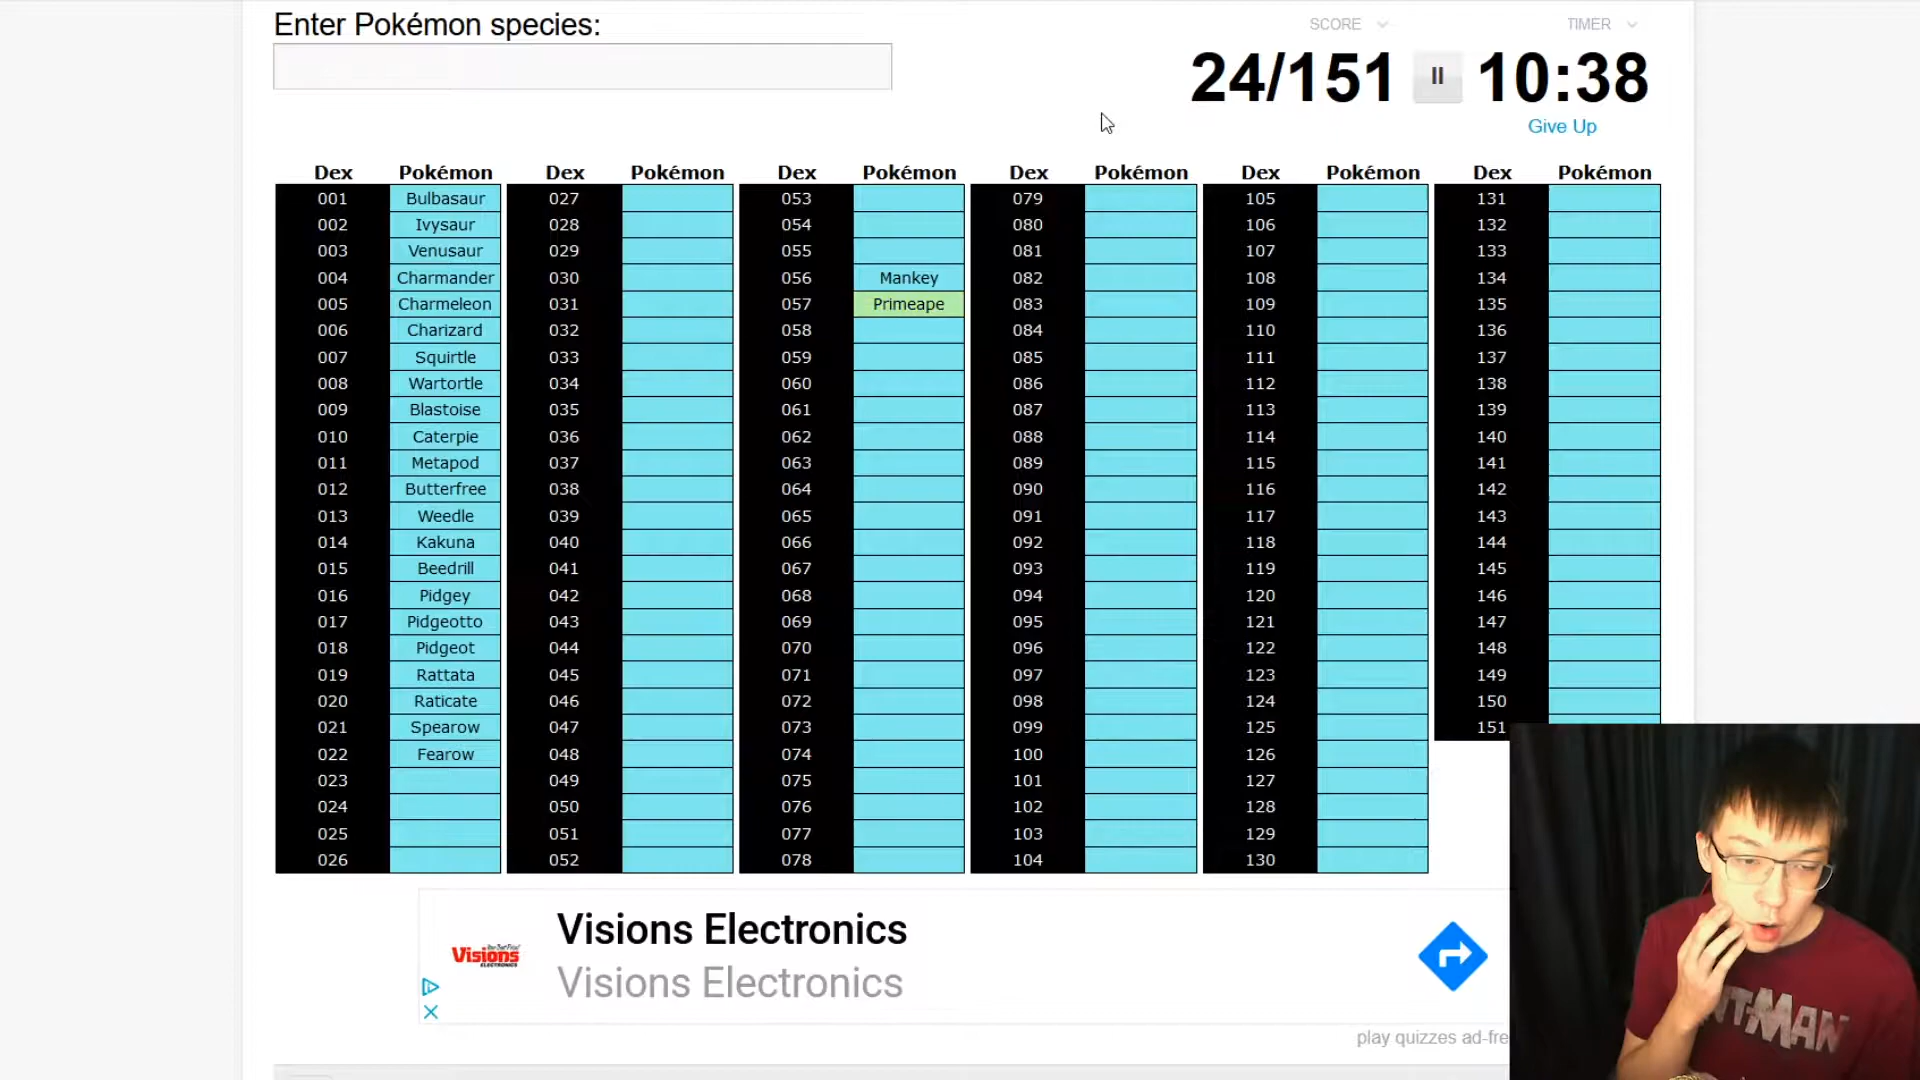 Enter Pokémon species:
SCORE
TIMER
24/151
10:38
Give Up
Dex Pokémon Dex Pokémon Dex Pokémon Dex Pokémon Dex Pokémon Dex Pokémon
001 Bulbasaur 027 053 079 105 131
002 Ivysaur 028 054 080 106 132
003 Venusaur 029 055 081 107 133
004 Charmander 030 056 Mankey 082 108 134
005 Charmeleon 031 057 Primeape 083 109 135
006 Charizard 032 058 084 110 136
007 Squirtle 033 059 085 111 137
008 Wartortle 034 060 086 112 138
009 Blastoise 035 061 087 113 139
010 Caterpie 036 062 088 114 140
011 Metapod 037 063 089 115 141
012 Butterfree 038 064 090 116 142
013 Weedle 039 065 091 117 143
014 Kakuna 040 066 092 118 144
015 Beedrill 041 067 093 119 145
016 Pidgey 042 068 094 120 146
017 Pidgeotto 043 069 095 121 147
018 Pidgeot 044 070 096 122 148
019 Rattata 045 071 097 123 149
020 Raticate 046 072 098 124 150
021 Spearow 047 073 099 125 151
022 Fearow 048 074 100 126
023 049 075 101 127
024 050 076 102 128
025 051 077 103 129
026 052 078 104 130
Visions
ELECTRONICS
Visions Electronics
Visions Electronics
play quizzes ad-fre
NT-MAN